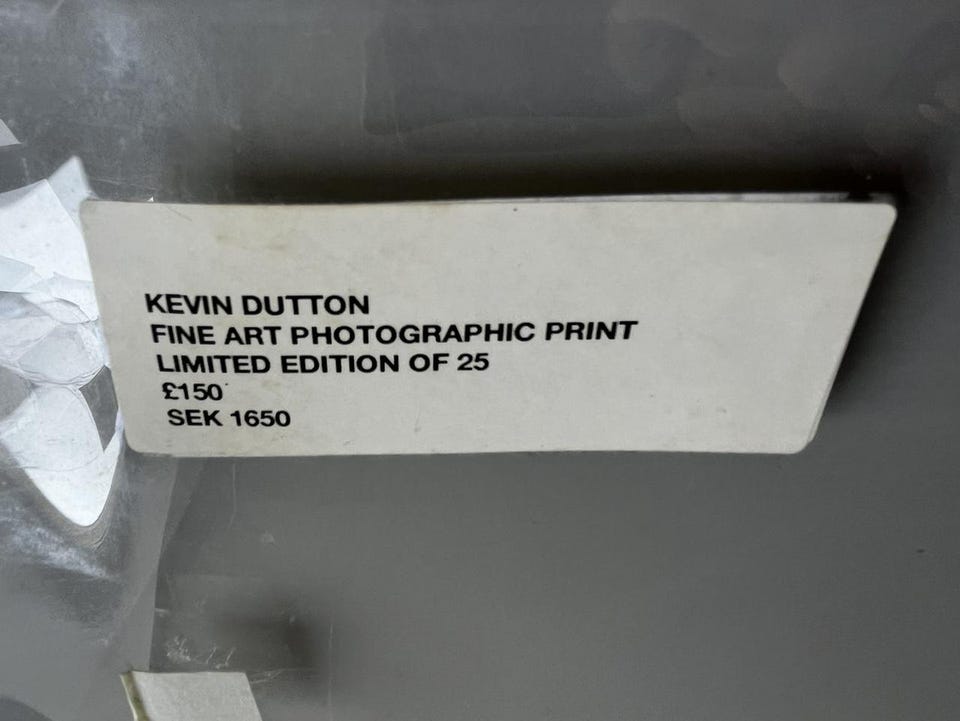 KEVIN DUTTON
FINE ART PHOTOGRAPHIC PRINT
LIMITED EDITION OF 25
£150
SEK 1650